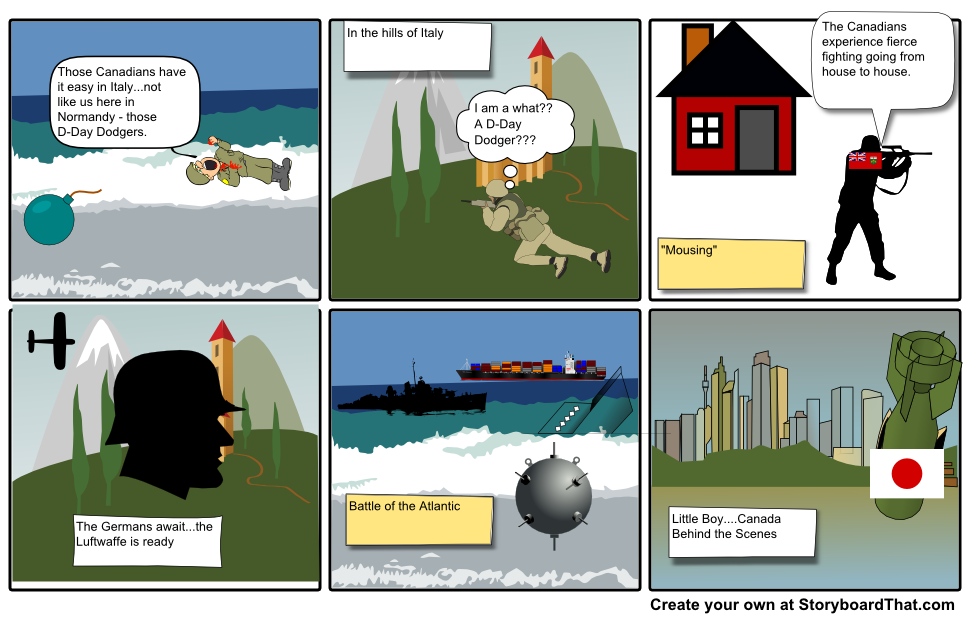 Those Canadians have
it easy in Italy...not
like us here in
Normandy - those
D-Day Dodgers.
In the hills of Italy
I am a what??
A D-Day
Dodger???
The Canadians
experience fierce
fighting going from
house to house.
"Mousing"
The Germans await...the
Luftwaffe is ready
Battle of the Atlantic
Little Boy....Canada
Behind the Scenes
Create your own at StoryboardThat.com